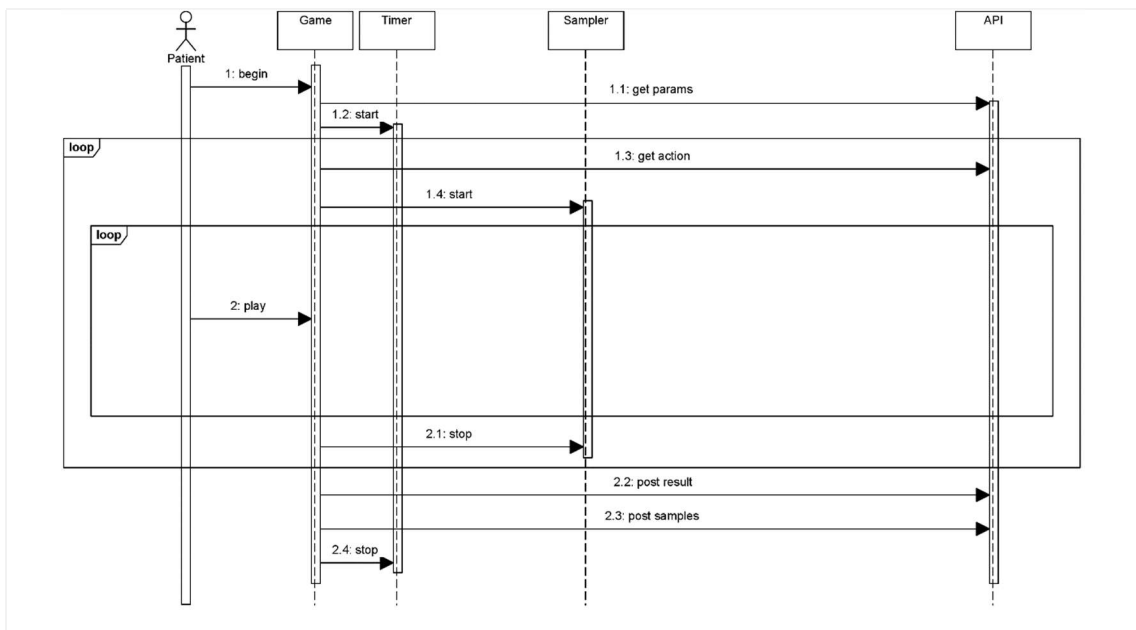 Patient
Game
Timer
Sampler
API
1: begin
1.1: get params
1.2: start
loop
1.3: get action
1.4: start
loop
2: play
2.1: stop
2.2: post result
2.3: post samples
2.4: stop